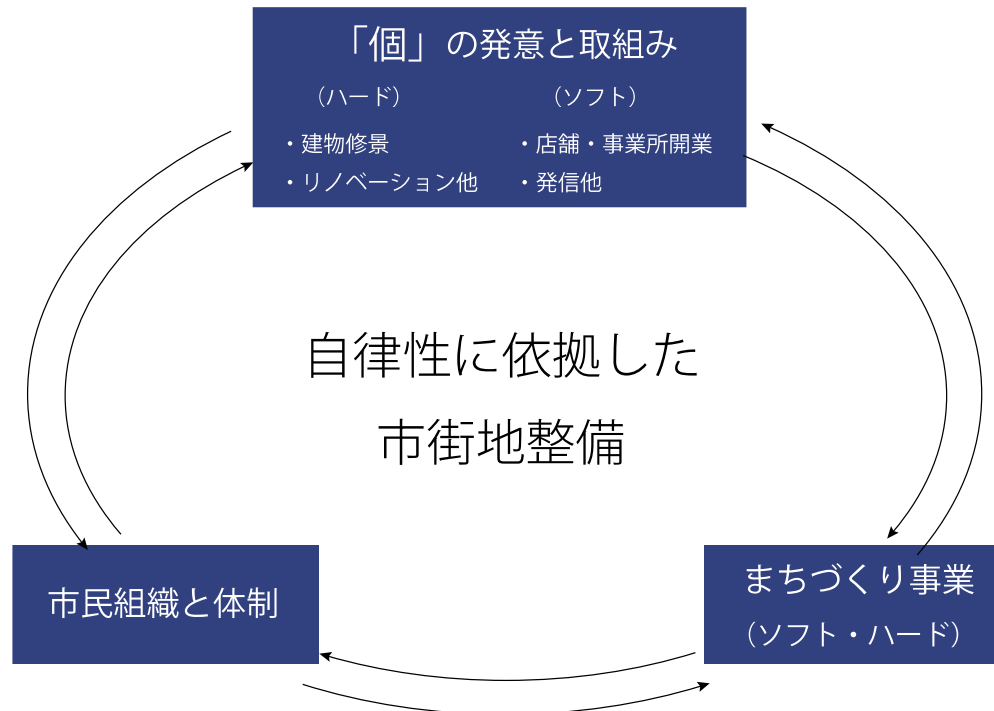 「個」の発意と取組み
（ハード）
・建物修景
・リノベーション他
（ソフト）
・店舗・事業所開業
・発信他
自律性に依拠した
市街地整備
市民組織と体制
まちづくり事業
（ソフト・ハード）